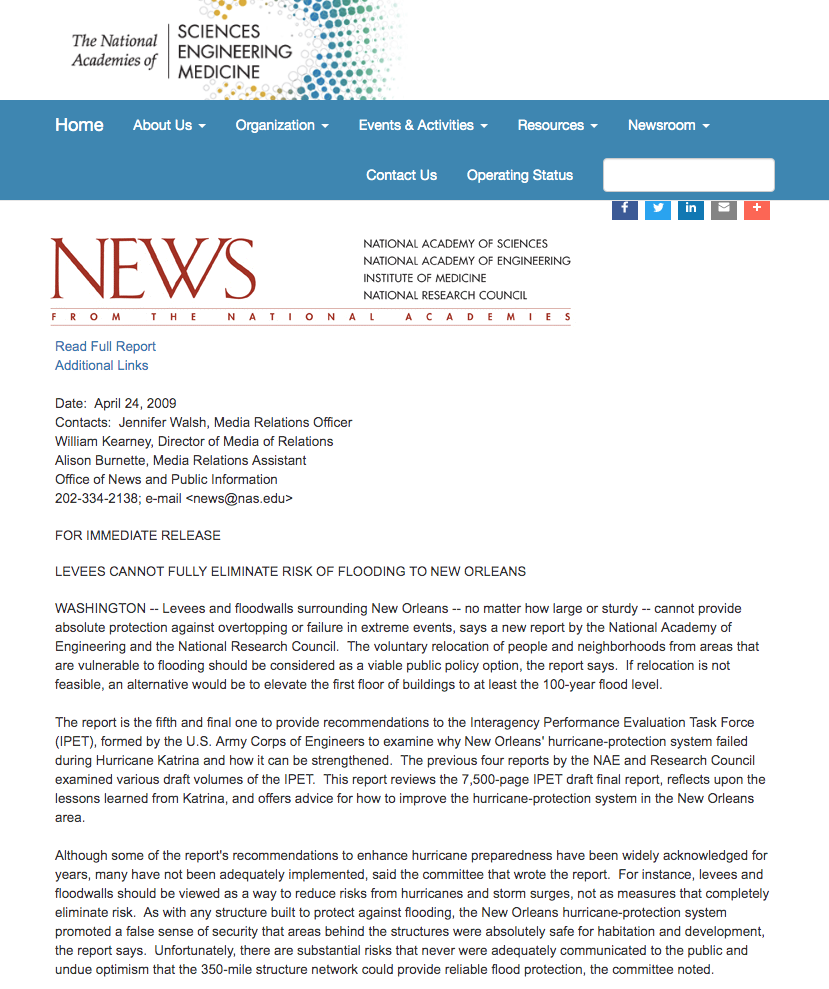 The National
Academies of
SCIENCES
ENGINEERING
MEDICINE
Home About Us Organization Events & Activities Resources Newsroom
Contact Us Operating Status
NEWS
NATIONAL ACADEMY OF SCIENCES
NATIONAL ACADEMY OF ENGINEERING
INSTITUTE OF MEDICINE
NATIONAL RESEARCH COUNCIL
FROM THE NATIONAL ACADEMIES
Read Full Report
Additional Links
Date:  April 24, 2009
Contacts:  Jennifer Walsh, Media Relations Officer
William Kearney, Director of Media of Relations
Alison Burnette, Media Relations Assistant
Office of News and Public Information
202-334-2138; e-mail <news@nas.edu>
FOR IMMEDIATE RELEASE
LEVEES CANNOT FULLY ELIMINATE RISK OF FLOODING TO NEW ORLEANS
WASHINGTON -- Levees and floodwalls surrounding New Orleans -- no matter how large or sturdy -- cannot provide
absolute protection against overtopping or failure in extreme events, says a new report by the National Academy of
Engineering and the National Research Council.  The voluntary relocation of people and neighborhoods from areas that
are vulnerable to flooding should be considered as a viable public policy option, the report says.  If relocation is not
feasible, an alternative would be to elevate the first floor of buildings to at least the 100-year flood level.
The report is the fifth and final one to provide recommendations to the Interagency Performance Evaluation Task Force
(IPET), formed by the U.S. Army Corps of Engineers to examine why New Orleans' hurricane-protection system failed
during Hurricane Katrina and how it can be strengthened.  The previous four reports by the NAE and Research Council
examined various draft volumes of the IPET.  This report reviews the 7,500-page IPET draft final report, reflects upon the
lessons learned from Katrina, and offers advice for how to improve the hurricane-protection system in the New Orleans
area.
Although some of the report's recommendations to enhance hurricane preparedness have been widely acknowledged for
years, many have not been adequately implemented, said the committee that wrote the report.  For instance, levees and
floodwalls should be viewed as a way to reduce risks from hurricanes and storm surges, not as measures that completely
eliminate risk.  As with any structure built to protect against flooding, the New Orleans hurricane-protection system
promoted a false sense of security that areas behind the structures were absolutely safe for habitation and development,
the report says.  Unfortunately, there are substantial risks that never were adequately communicated to the public and
undue optimism that the 350-mile structure network could provide reliable flood protection, the committee noted.